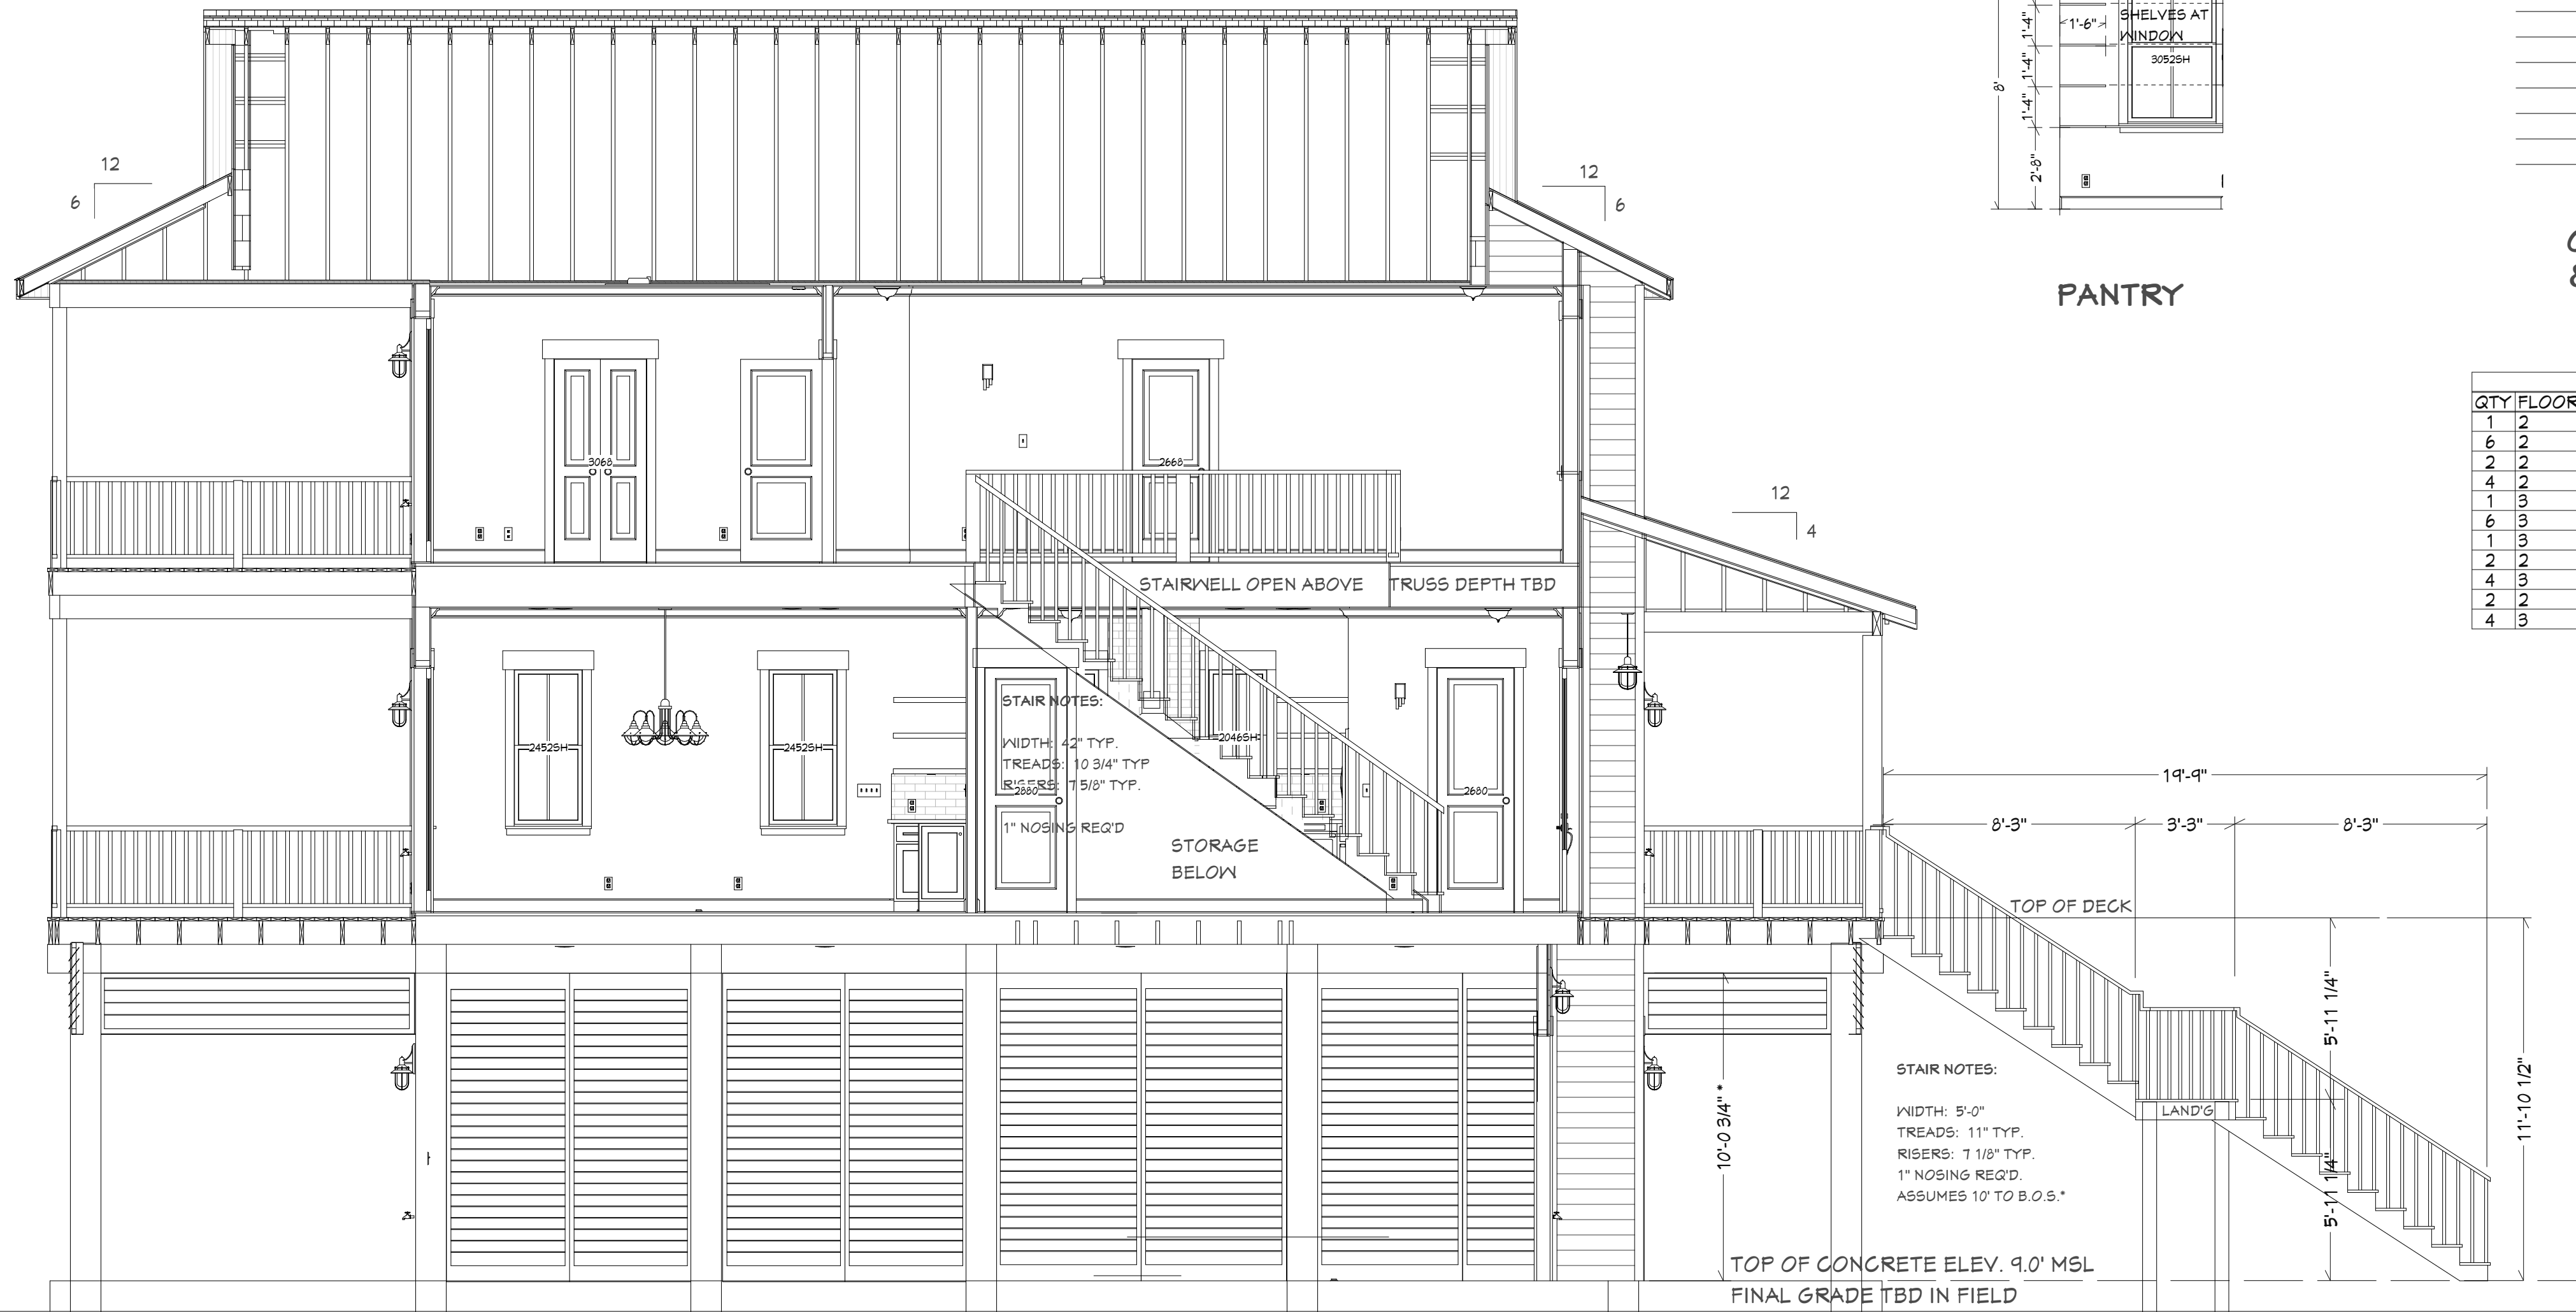 12
6
12
6
12
4
1'-4"
1'-4"
1'-4"
2'-8"
8'
1'-6"
SHELVES AT
WINDOW
3052SH
PANTRY
QTY FLOOR
1 2
6 2
2 2
4 2
1 3
6 3
1 3
2 2
4 3
2 2
4 3
3068
2668
STAIRWELL OPEN ABOVE
TRUSS DEPTH TBD
2452SH
2452SH
STAIR NOTES:
WIDTH: 42" TYP.
TREADS: 10 3/4" TYP
RISERS: 7 5/8" TYP.
1" NOSING REQ'D
2880
2046SH
2680
STORAGE
BELOW
19'-9"
8'-3"
3'-3"
8'-3"
TOP OF DECK
5'-11 1/4"
5'-11 1/4"
11'-10 1/2"
LAND'G
10'-0 3/4" *
STAIR NOTES:
WIDTH: 5'-0"
TREADS: 11" TYP.
RISERS: 7 1/8" TYP.
1" NOSING REQ'D.
ASSUMES 10' TO B.O.S.*
TOP OF CONCRETE ELEV. 9.0' MSL
FINAL GRADE TBD IN FIELD